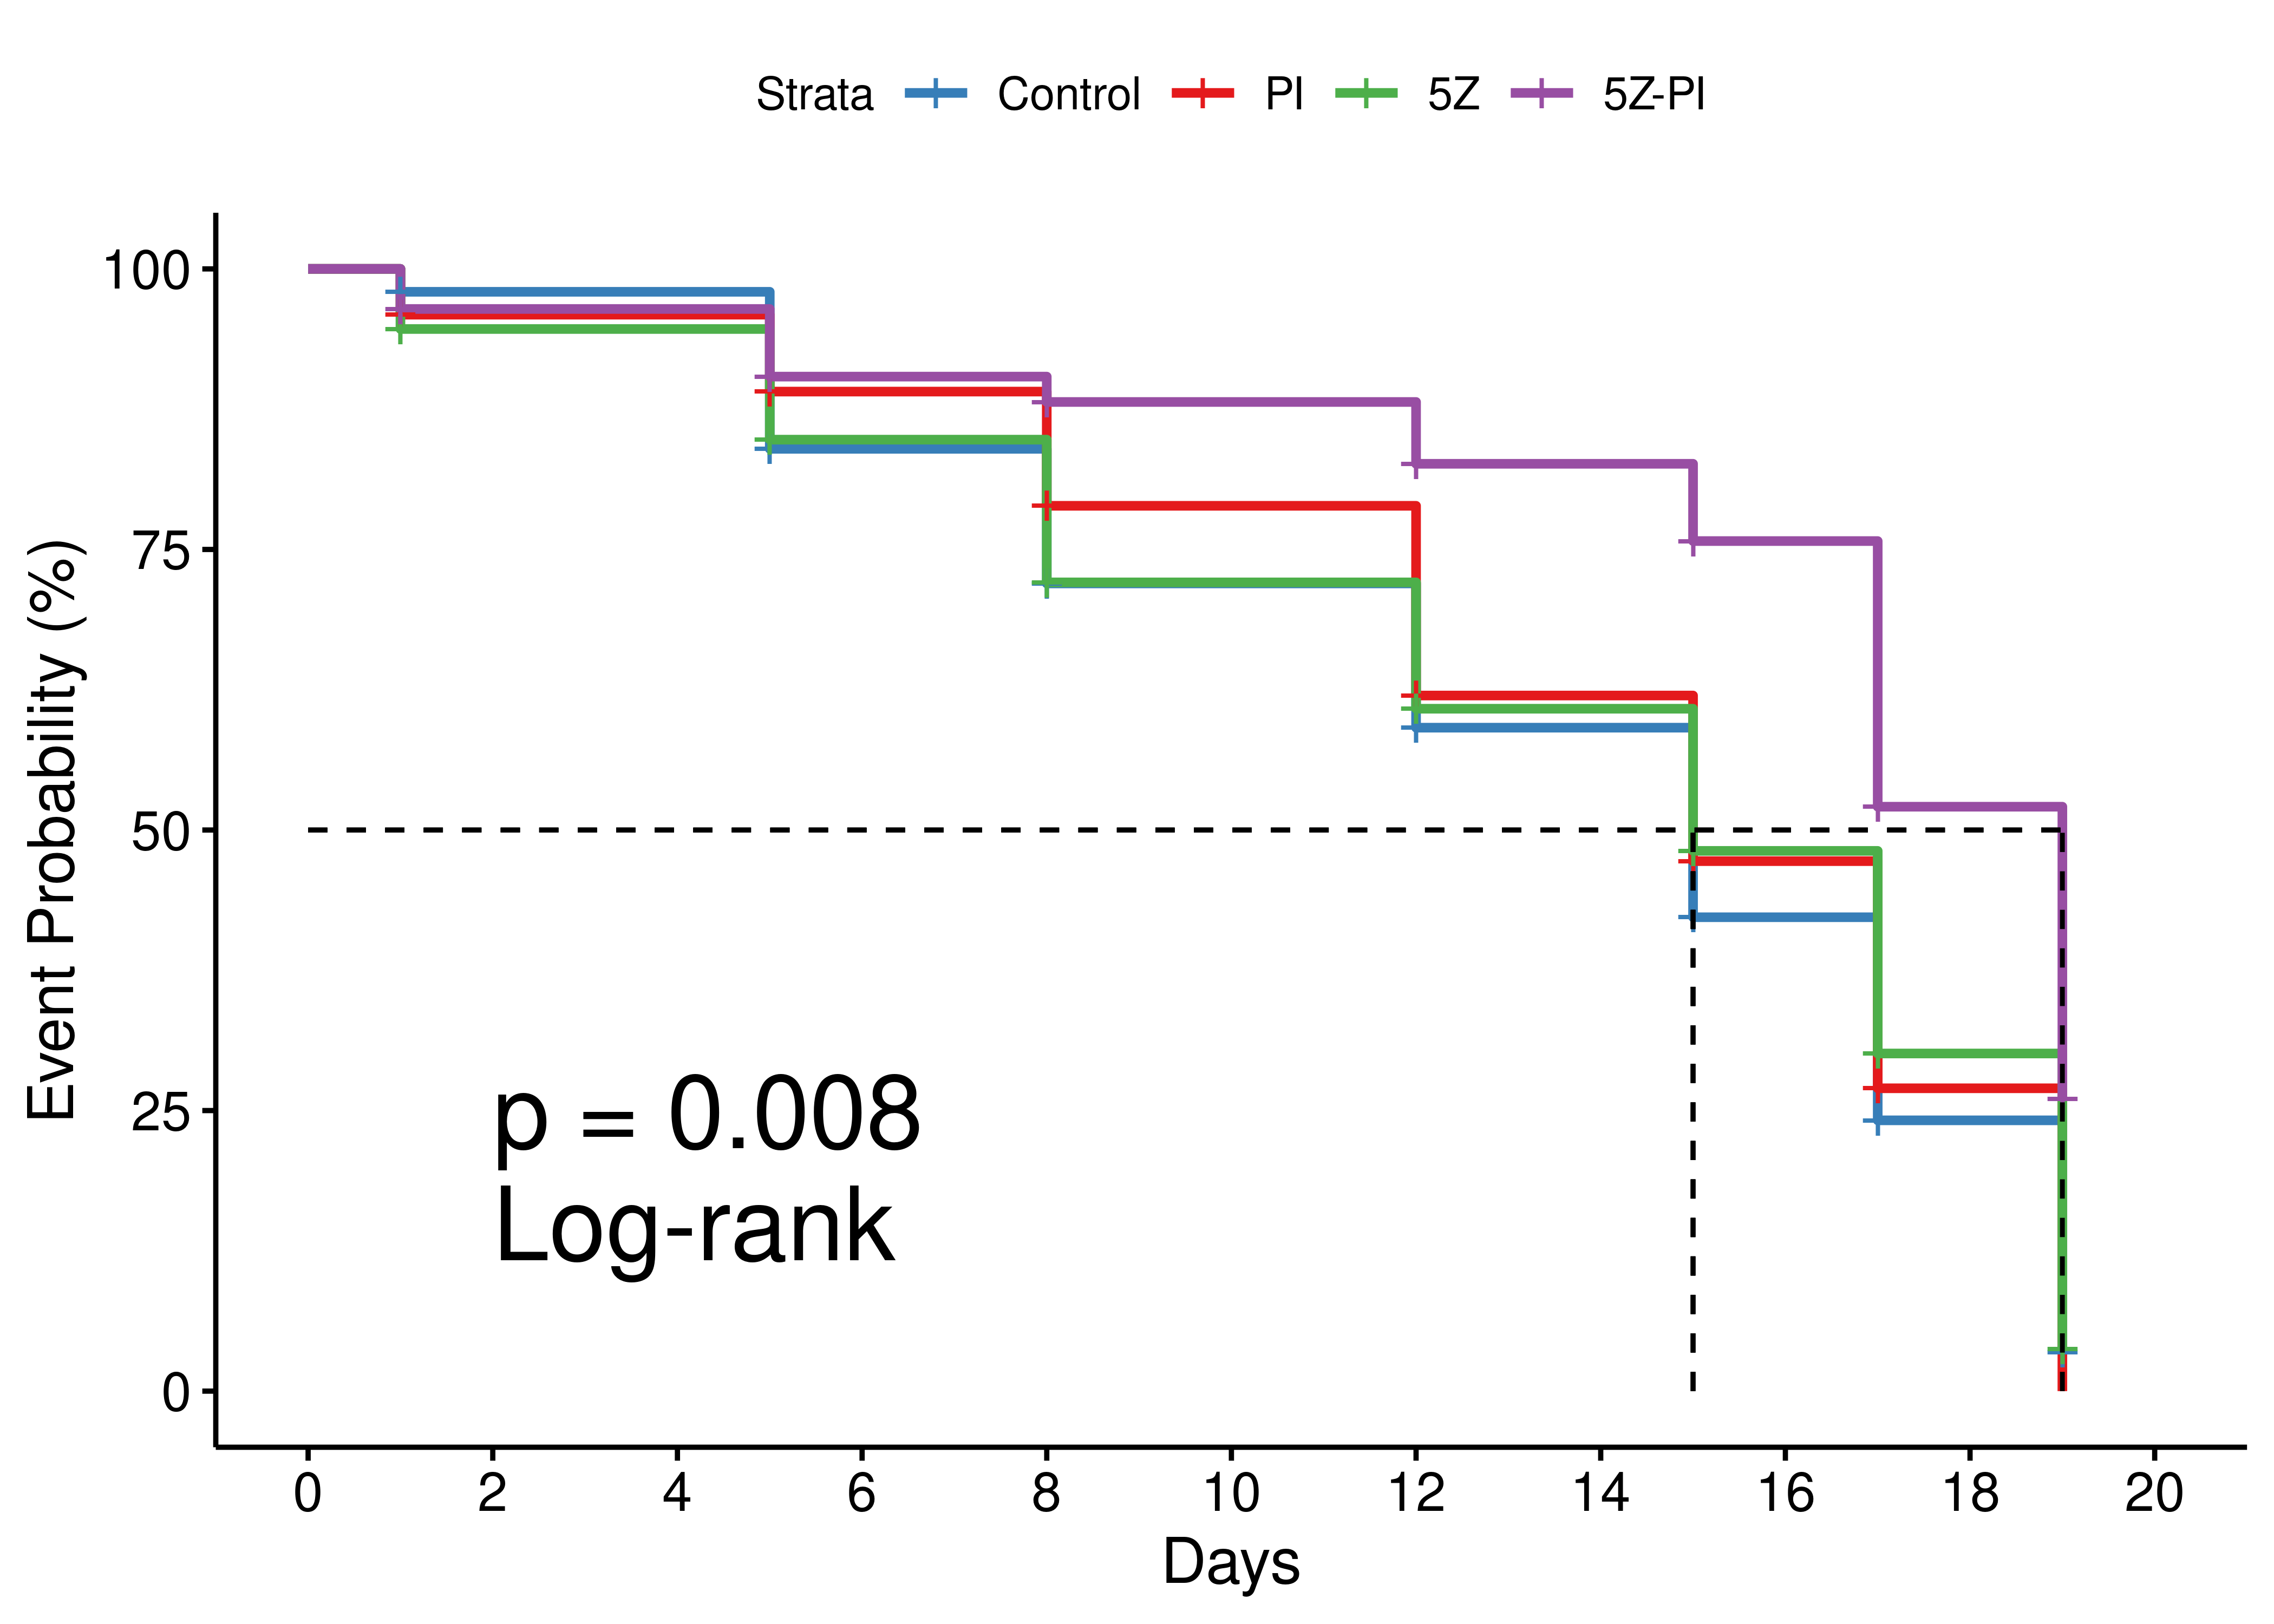 Strata Control PI 5Z 5Z-PI
Event Probability (%)
100
75
50
25
0
p = 0.008
Log-rank
0 2 4 6 8 10 12 14 16 18 20
Days